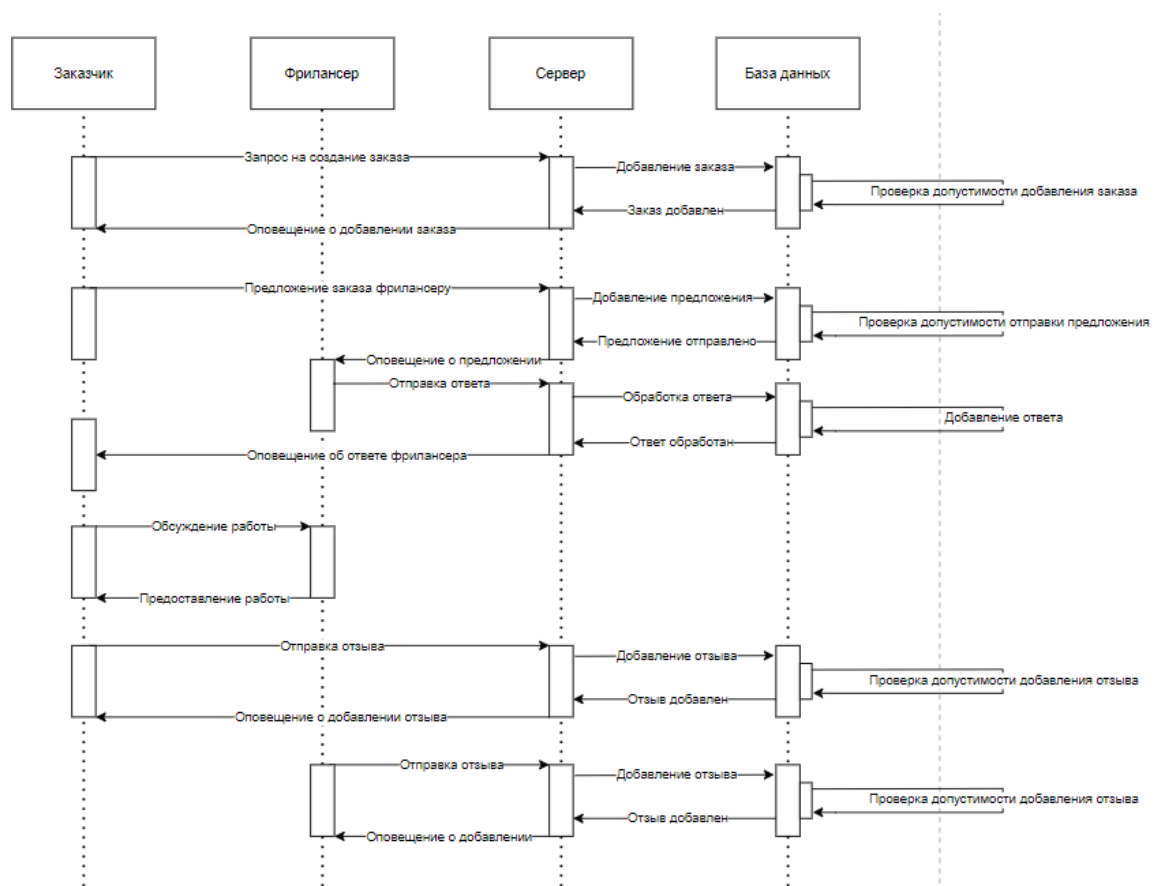 Заказчик
Фрилансер
Сервер
База данных
Запрос на создание заказа
Добавление заказа
Проверка допустимости добавления заказа
Заказ добавлен
Оповещение о добавлении заказа
Предложение заказа фрилансеру
Добавление предложения
Проверка допустимости отправки предложения
Предложение отправлено
Оповещение о предложении
Отправка ответа
Обработка ответа
Добавление ответа
Ответ обработан
Оповещение об ответе фрилансера
Обсуждение работы
Предоставление работы
Отправка отзыва
Добавление отзыва
Проверка допустимости добавления отзыва
Отзыв добавлен
Оповещение о добавлении отзыва
Отправка отзыва
Добавление отзыва
Проверка допустимости добавления отзыва
Отзыв добавлен
Оповещение о добавлении